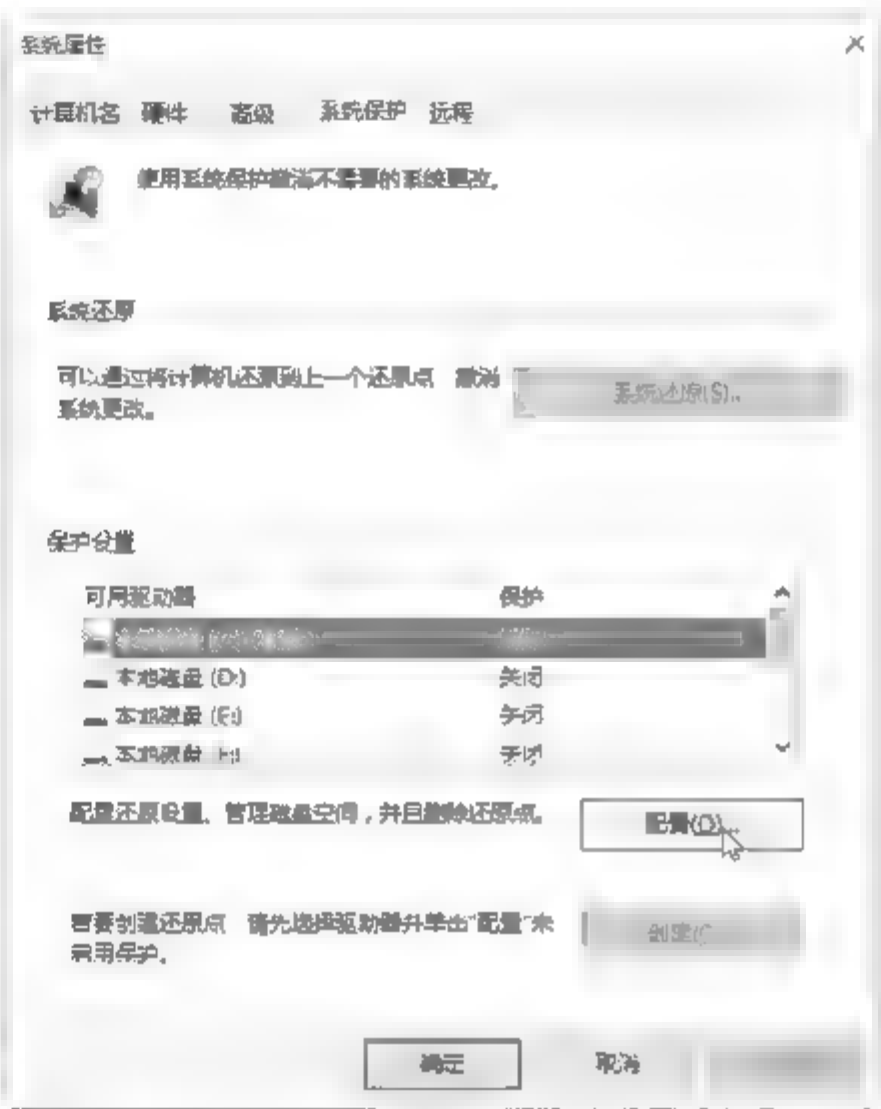 系统属性
计算机名 硬件 高级 系统保护 远程
使用系统保护撤消不需要的系统更改。
系统还原
可以通过将计算机还原到上一个还原点 撤消
系统更改。
系统还原(S)..
保护设置
可用驱动器 保护
本地磁盘 (D:) 关闭
本地磁盘 (E:) 关闭
本地磁盘 关闭
配置还原设置、管理磁盘空间，并且删除还原点。
配置(O)...
若要创建还原点 请先选择驱动器并单击"配置"来
启用保护。
创建(C
确定 取消